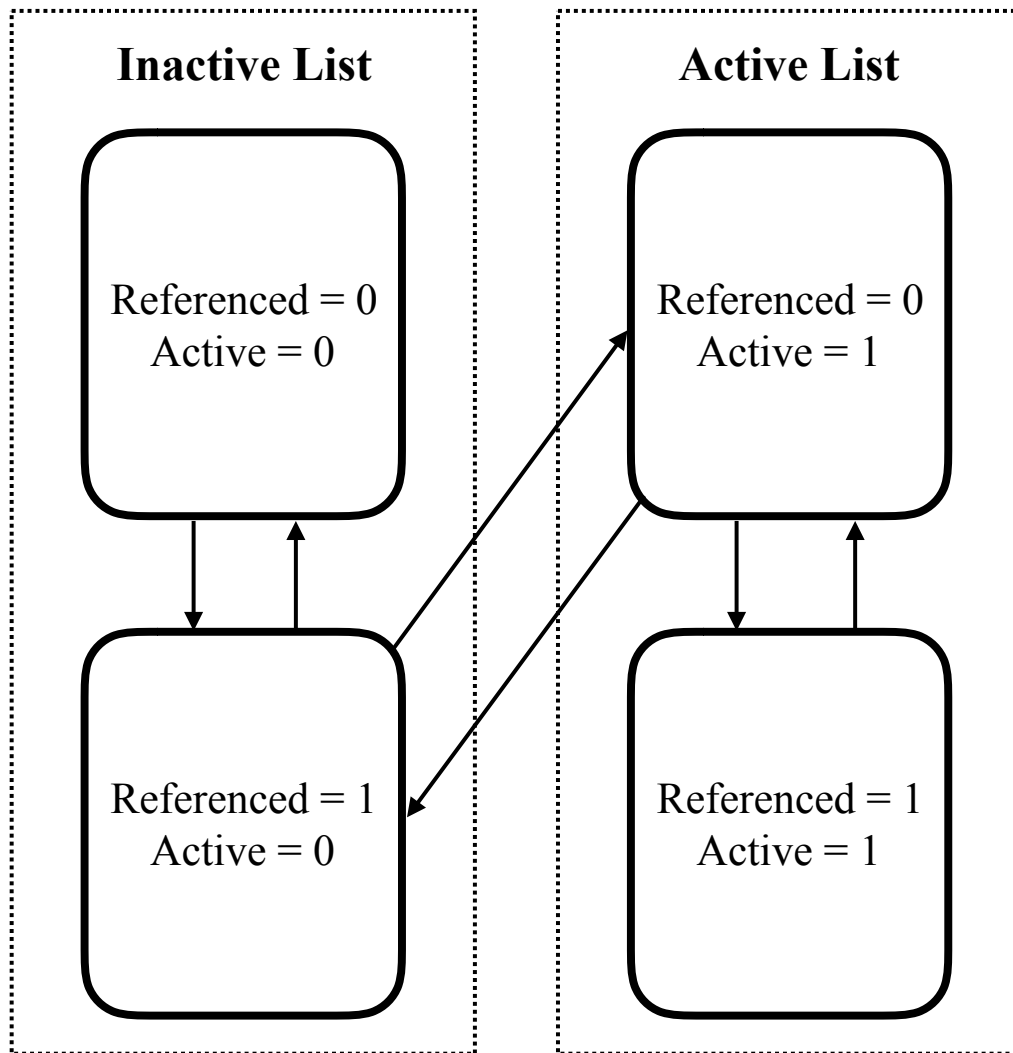 Inactive List
Referenced = 0
Active = 0
Referenced = 1
Active = 0
Active List
Referenced = 0
Active = 1
Referenced = 1
Active = 1